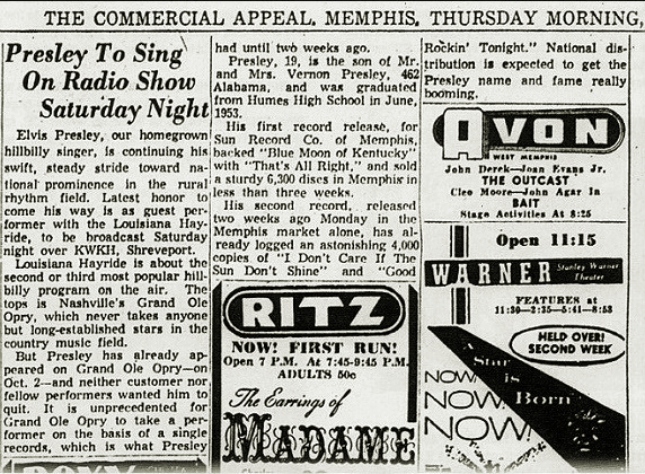 THE COMMERCIAL APPEAL, MEMPHIS, THURSDAY MORNING,
Presley To Sing
On Radio Show
Saturday Night
Elvis Presley, our homegrown
hillbilly singer, is continuing his
swift, steady stride toward na-
tional prominence in the rural
rhythm field. Latest honor to
come his way is as guest per-
former with the Louisiana Hay-
ride, to be broadcast Saturday
night over KWKH, Shreveport.
Louisiana Hayride is about the
second or third most popular hill-
billy program on the air. The
tops is Nashville's Grand Ole
Opry, which never takes anyone
but long-established stars in the
country music field.
But Presley has already ap-
peared on Grand Ole Opry—on
Oct. 2—and neither customer nor
fellow performers wanted him to
quit. It is unprecedented for
Grand Ole Opry to take a per-
former on the basis of a single
records, which is what Presley
had until two weeks ago.
Presley, 19, is the son of Mr.
and Mrs. Vernon Presley, 462
Alabama, and was graduated
from Humes High School in June,
1953.
His first record release, for
Sun Record Co. of Memphis,
backed "Blue Moon of Kentucky"
with "That's All Right," and sold
a sturdy 6,300 discs in Memphis in
less than three weeks.
His second record, released
two weeks ago Monday in the
Memphis market alone, has al-
ready logged an astonishing 4,000
copies of "I Don't Care If The
Sun Don't Shine" and "Good
Rockin' Tonight." National dis-
tribution is expected to get the
Presley name and fame really
booming.
RITZ
NOW! FIRST RUN!
Open 7 P.M. At 7:45-9:45 P.M.
ADULTS 50c
The Earrings of
MADAME
AVON
WEST MEMPHIS
John Derek—Joan Evans Jr.
THE OUTCAST
Cleo Moore—John Agar In
BAIT
Stage Activities At 8:25
Open 11:15
WARNER Stanley Warner
Theater
FEATURES at
11:30—2:35—5:41—8:53
HELD OVER!
SECOND WEEK
A
Star
is
Born
NOW!
NOW!
NOW!